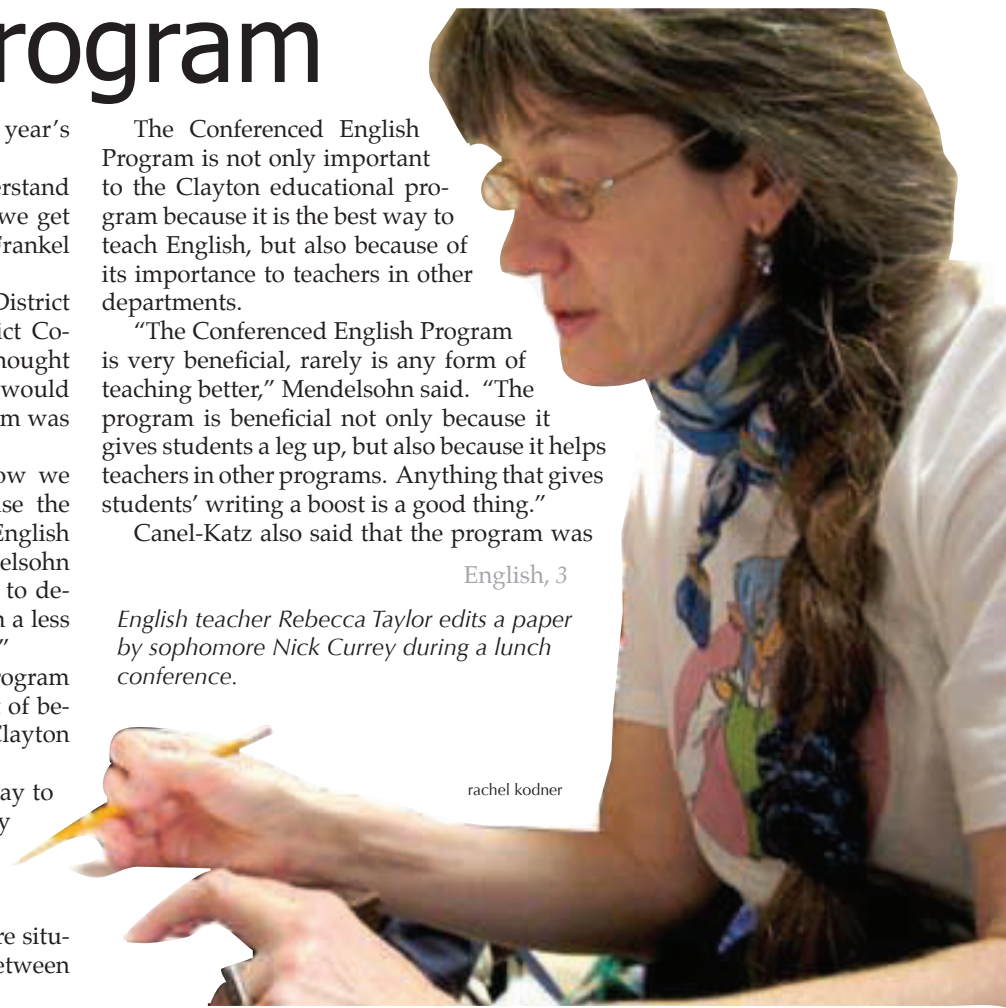 rogram
year's
erstand
we get
Frankel
District
ict Co-
hought
would
m was
ow we
se the
English
elsohn
to de-
n a less
"
rogram
t of be-
Clayton
ay to
y
re situ-
etween
The Conferenced English
Program is not only important
to the Clayton educational pro-
gram because it is the best way to
teach English, but also because of
its importance to teachers in other
departments.
“The Conferenced English Program
is very beneficial, rarely is any form of
teaching better,” Mendelsohn said. “The
program is beneficial not only because it
gives students a leg up, but also because it helps
teachers in other programs. Anything that gives
students’ writing a boost is a good thing.”
Canel-Katz also said that the program was
English, 3
English teacher Rebecca Taylor edits a paper
by sophomore Nick Currey during a lunch
conference.
rachel kodner